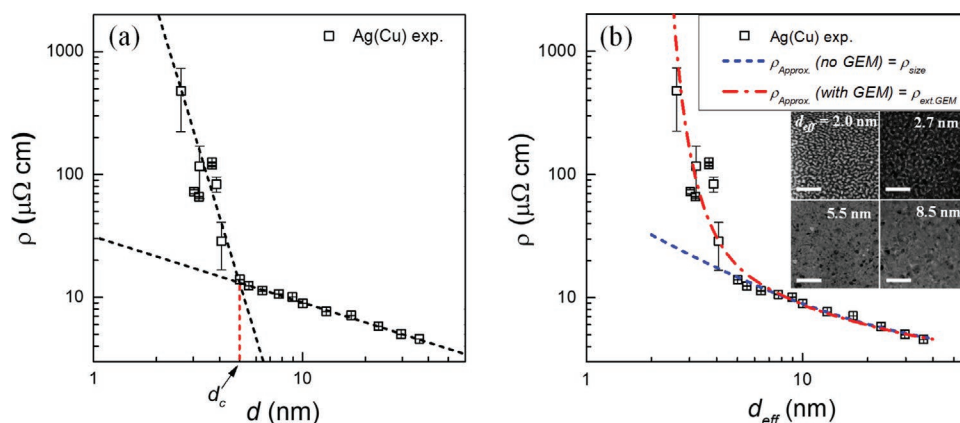 (a)
Ag(Cu) exp.
1000
100
10
ρ (μΩ cm)
1
10
d_c
d (nm)
(b)
Ag(Cu) exp.
ρ_Approx. (no GEM) = ρ_size
ρ_Approx. (with GEM) = ρ_ext.GEM
d_eff = 2.0 nm
2.7 nm
5.5 nm
8.5 nm
1000
100
10
ρ (μΩ cm)
1
10
d_eff (nm)